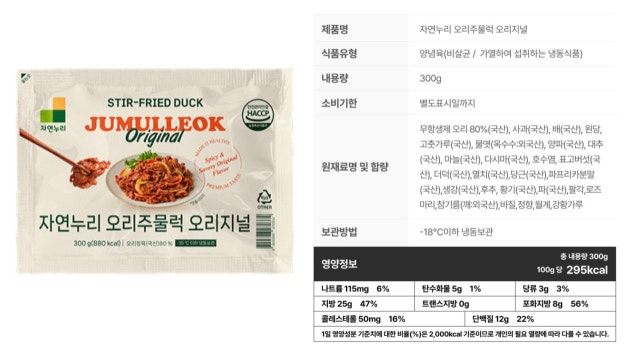 자연누리
STIR-FRIED DUCK
JUMULLEOK
Original
HACCP
MADE IT HEALTHY
Spicy &
Savory Original
Flavor
PREMIUM TASTE
OTHER
자연누리 오리주물럭 오리지널
300 g(880 kcal) | 오리정육(국산)80 % -18℃이하 냉동보관
제품명 자연누리 오리주물럭 오리지널
식품유형 양념육(비살균 / 가열하여 섭취하는 냉동식품)
내용량 300g
소비기한 별도표시일까지
원재료명 및 함량
무항생제 오리 80%(국산), 사과(국산), 배(국산), 원당,
고춧가루(국산), 물엿(옥수수:외국산), 양파(국산), 대추
(국산), 마늘(국산), 다시마(국산), 호수염, 표고버섯(국
산), 더덕(국산),멸치(국산),당근(국산),파프리카분말
(국산),생강(국산),후추, 황기(국산),파(국산),팔각,로즈
마리,참기름(깨:외국산),바질,정향,월계,강황가루
보관방법 -18°C이하 냉동보관
영양정보
총 내용량 300g
100g 당 295kcal
나트륨 115mg 6% 탄수화물 5g 1% 당류 3g 3%
지방 25g 47% 트랜스지방 0g 포화지방 8g 56%
콜레스테롤 50mg 16% 단백질 12g 22%
1일 영양성분 기준치에 대한 비율(%)은 2,000kcal 기준이므로 개인의 필요 열량에 따라 다를 수 있습니다.